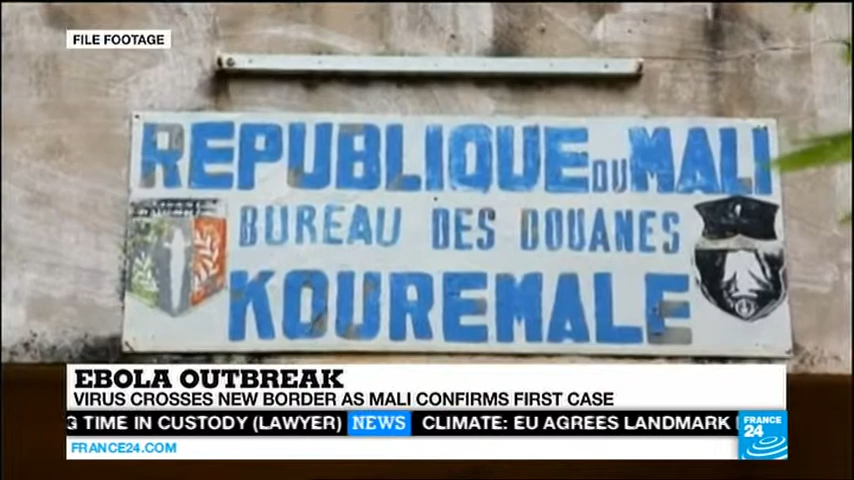 FILE FOOTAGE
REPUBLIQUE DU MALI
BUREAU DES DOUANES
KOUREMALE
EBOLA OUTBREAK
VIRUS CROSSES NEW BORDER AS MALI CONFIRMS FIRST CASE
G TIME IN CUSTODY (LAWYER) NEWS CLIMATE: EU AGREES LANDMARK
FRANCE 24
FRANCE24.COM